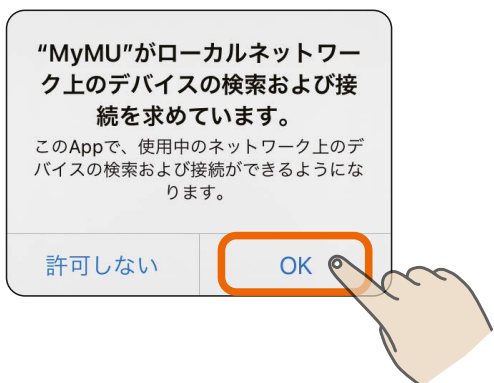 “MyMU”がローカルネットワー
ク上のデバイスの検索および接
続を求めています。
このAppで、使用中のネットワーク上のデ
バイスの検索および接続ができるようにな
ります。
許可しない
OK